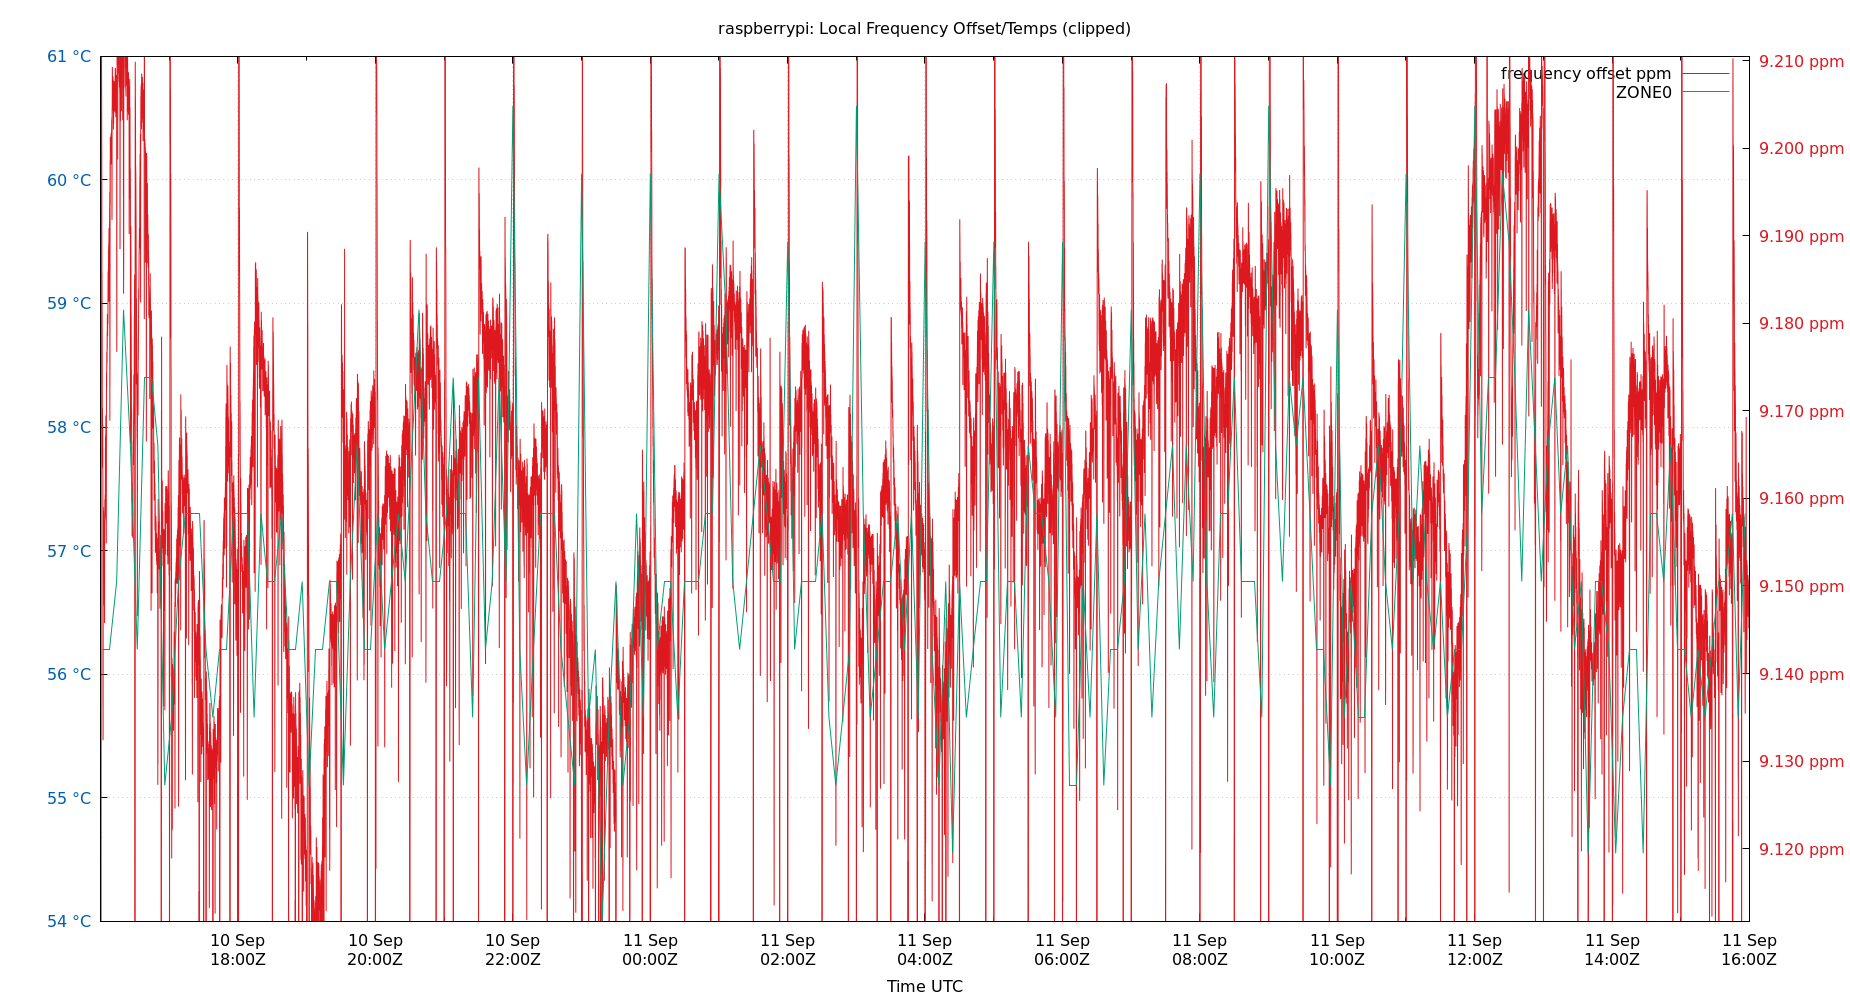 raspberrypi: Local Frequency Offset/Temps (clipped)
61 °C
60 °C
59 °C
58 °C
57 °C
56 °C
55 °C
54 °C
frequency offset ppm
ZONE0
9.210 ppm
9.200 ppm
9.190 ppm
9.180 ppm
9.170 ppm
9.160 ppm
9.150 ppm
9.140 ppm
9.130 ppm
9.120 ppm
10 Sep 10 Sep 10 Sep 11 Sep 11 Sep 11 Sep 11 Sep 11 Sep 11 Sep 11 Sep 11 Sep 11 Sep
18:00Z 20:00Z 22:00Z 00:00Z 02:00Z 04:00Z 06:00Z 08:00Z 10:00Z 12:00Z 14:00Z 16:00Z
Time UTC